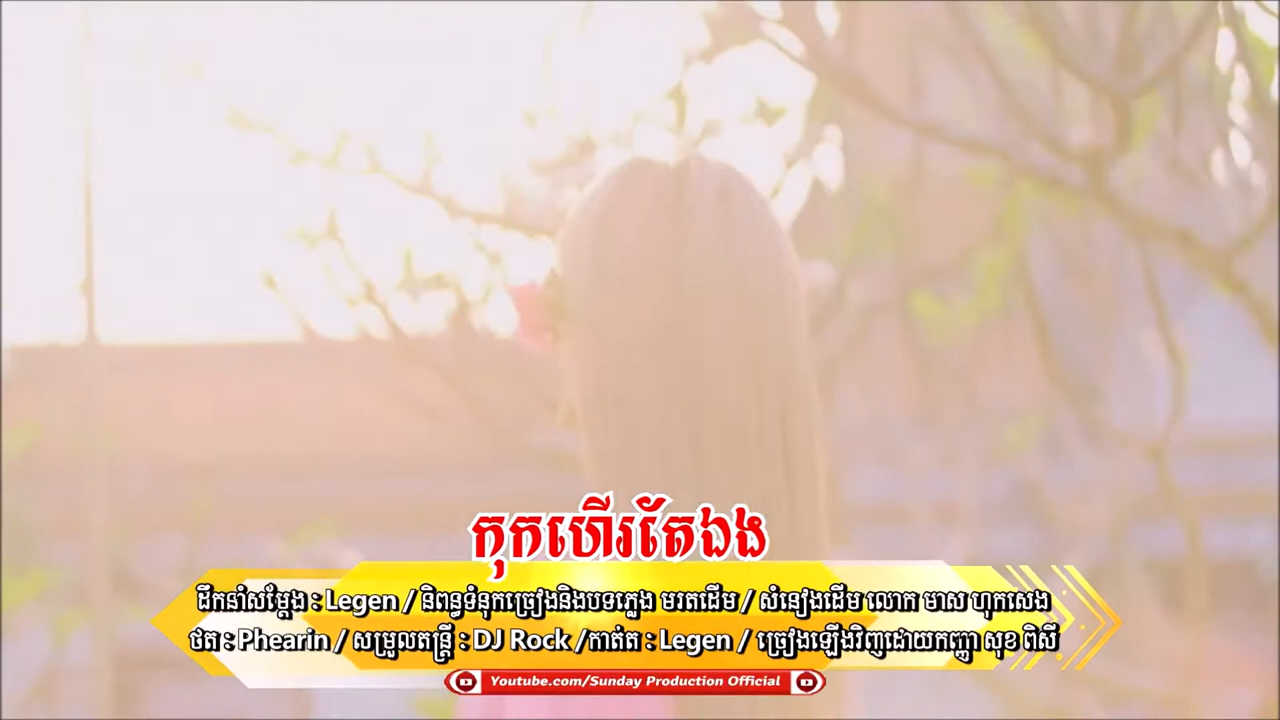 កុកហើរតែឯង
ដឹកនាំសម្តែង : Legen / និពន្ធទំនុកច្រៀងនិងបទភ្លេង មរតដើម / សំនៀងដើម លោក មាស ហុកសេង
ថត : Phearin / សម្រួលតន្ត្រី : DJ Rock /កាត់ត : Legen / ច្រៀងឡើងវិញដោយកញ្ញា សុខ ពិសី
Youtube.com/Sunday Production Official